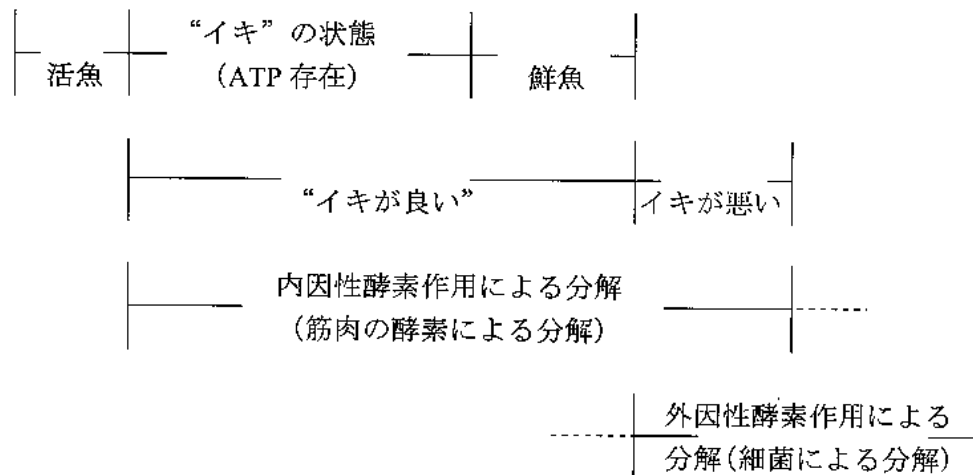 “イキ”の状態
(ATP 存在)
活魚
鮮魚
“イキが良い”
イキが悪い
内因性酵素作用による分解
(筋肉の酵素による分解)
外因性酵素作用による
分解(細菌による分解)